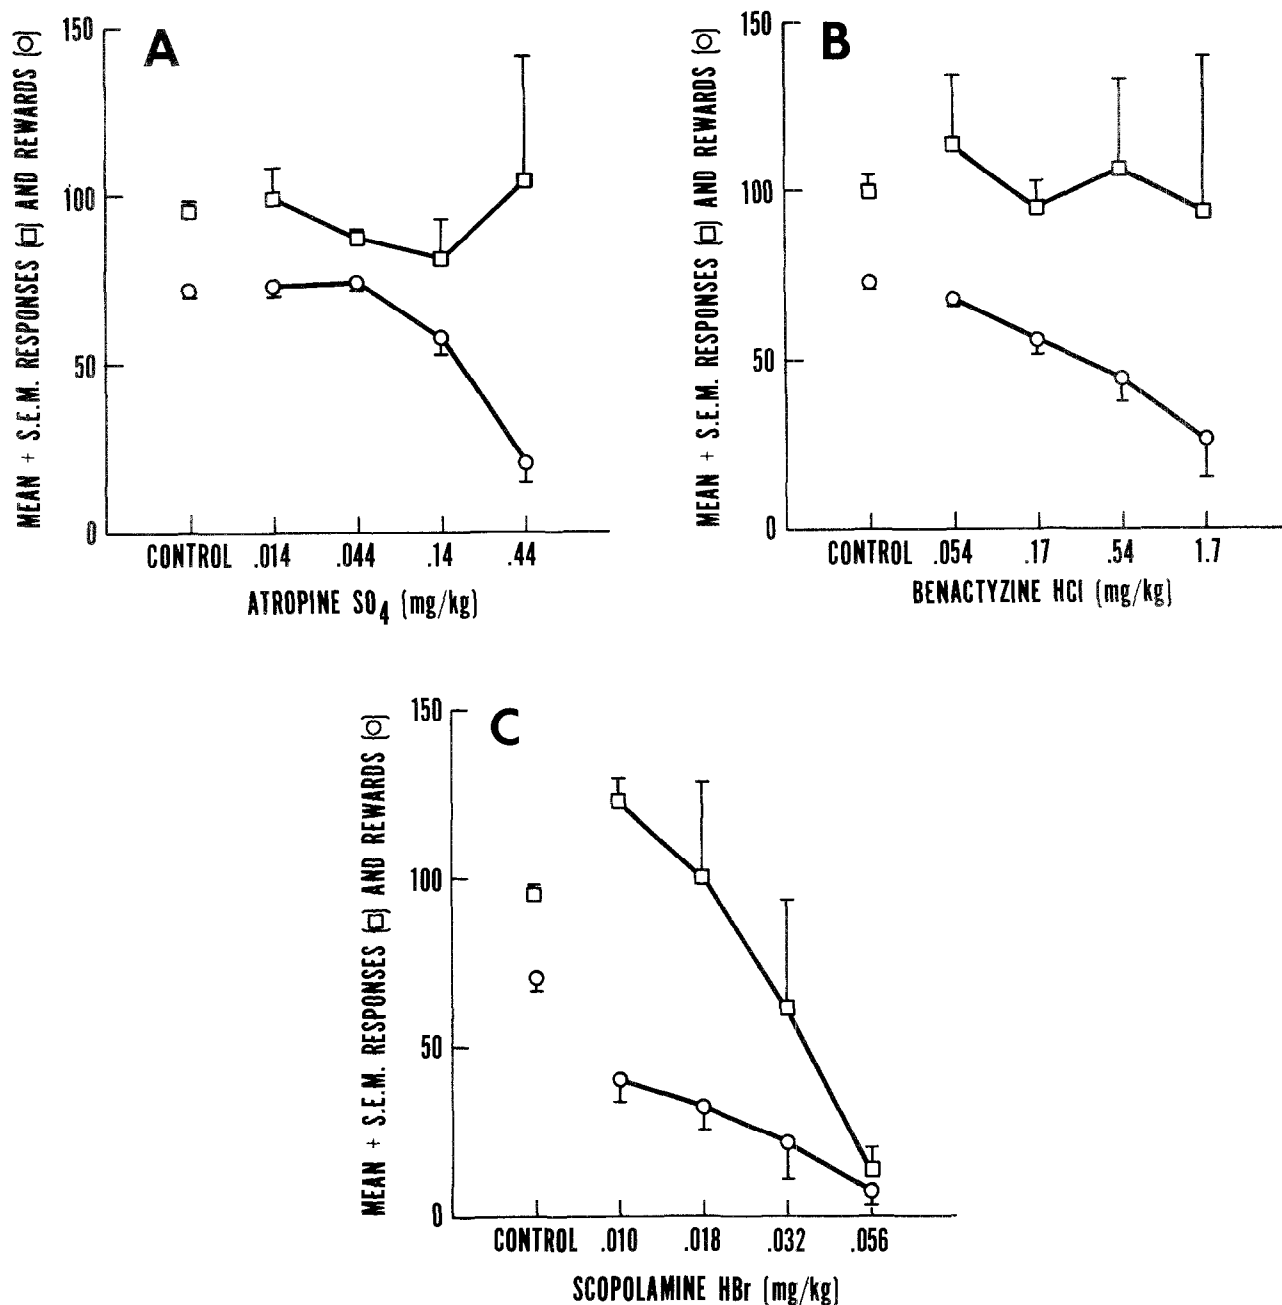 A
MEAN + S.E.M. RESPONSES (□) AND REWARDS (○)
150
100
50
0
CONTROL .014 .044 .14 .44
ATROPINE SO4 (mg/kg)
B
MEAN + S.E.M. RESPONSES (□) AND REWARDS (○)
150
100
50
0
CONTROL .054 .17 .54 1.7
BENACTYZINE HCl (mg/kg)
C
MEAN + S.E.M. RESPONSES (□) AND REWARDS (○)
150
100
50
0
CONTROL .010 .018 .032 .056
SCOPOLAMINE HBr (mg/kg)